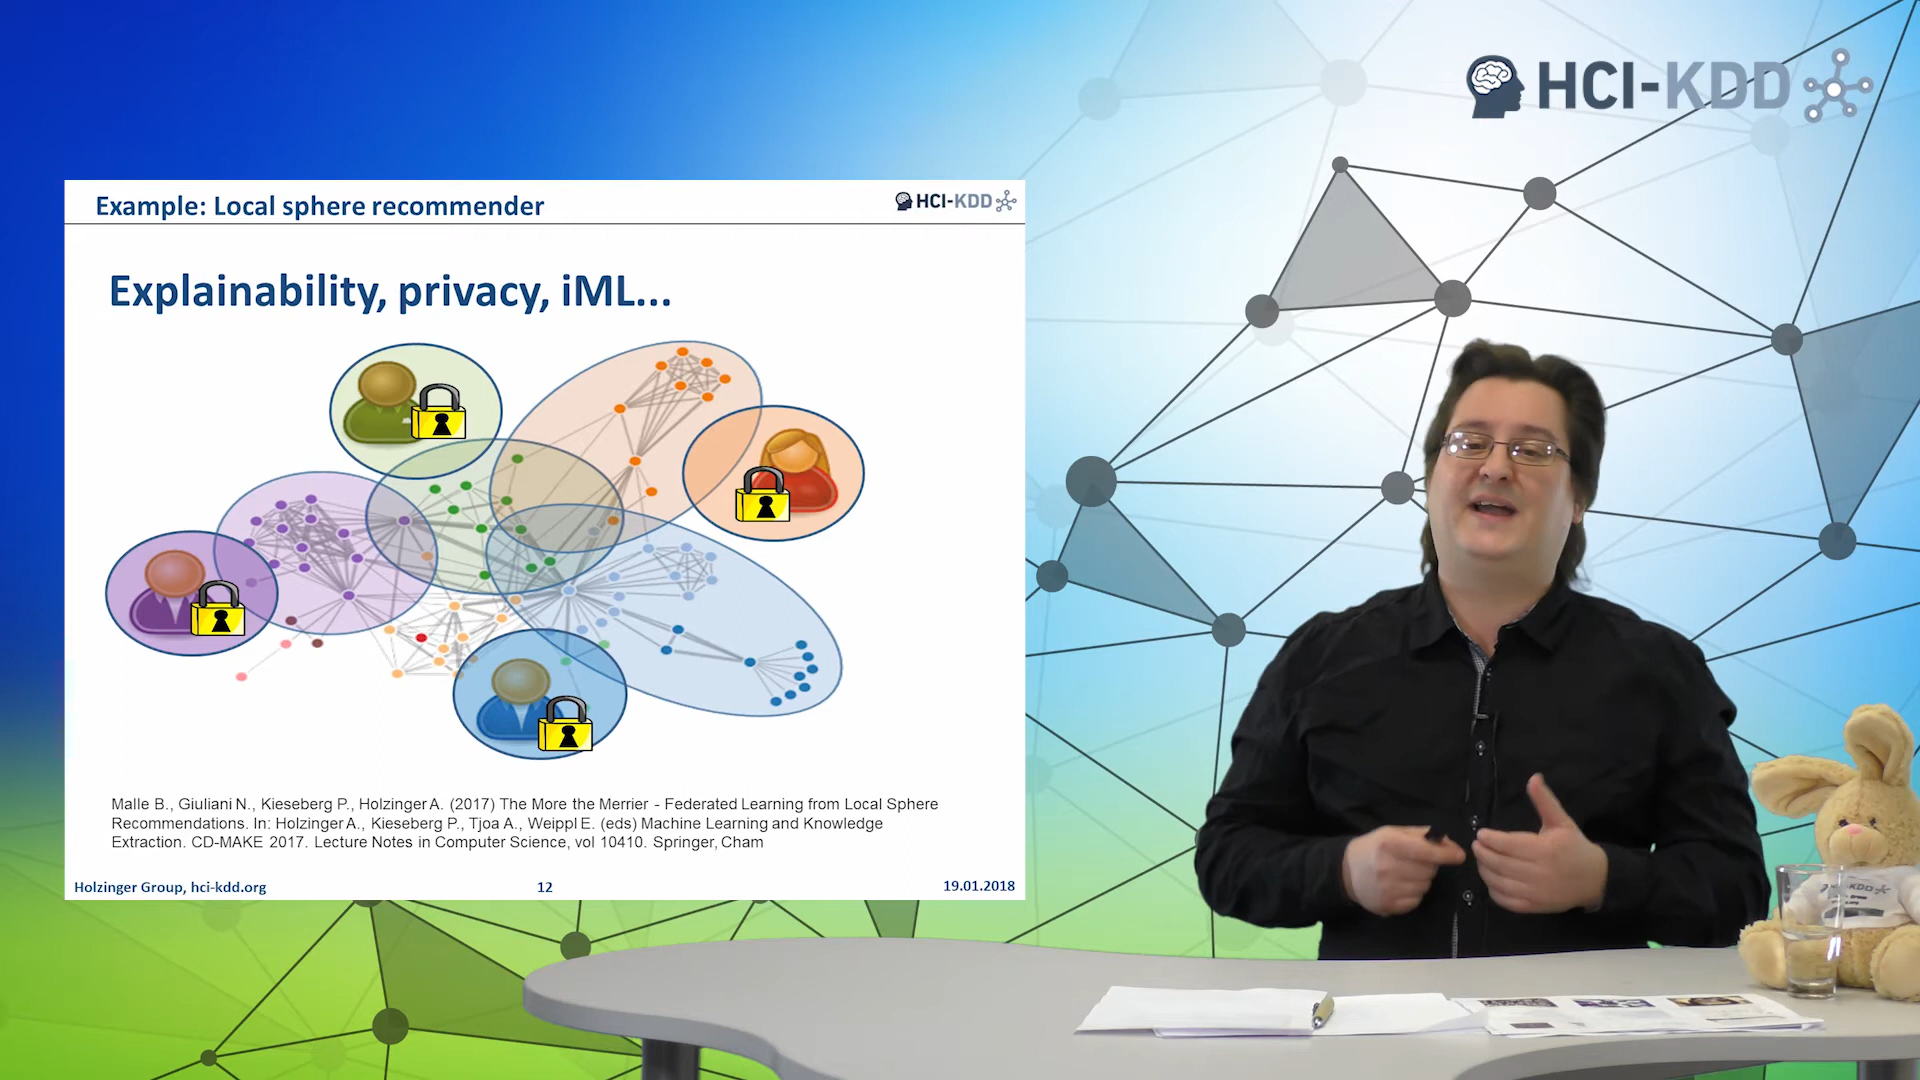 HCI-KDD
Example: Local sphere recommender
HCI-KDD
Explainability, privacy, iML...
Malle B., Giuliani N., Kieseberg P., Holzinger A. (2017) The More the Merrier - Federated Learning from Local Sphere
Recommendations. In: Holzinger A., Kieseberg P., Tjoa A., Weippl E. (eds) Machine Learning and Knowledge
Extraction. CD-MAKE 2017. Lecture Notes in Computer Science, vol 10410. Springer, Cham
Holzinger Group, hci-kdd.org
12
19.01.2018